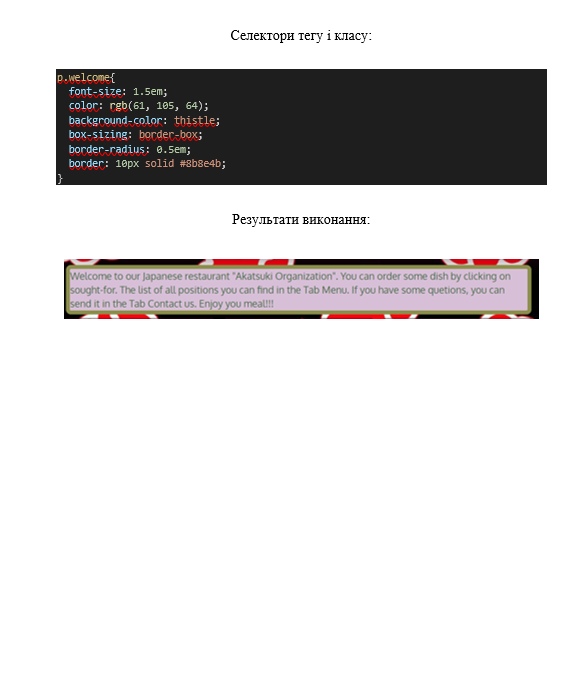 Селектори тегу і класу:
p.welcome{
font-size: 1.5em;
color: rgb(61, 105, 64);
background-color: thistle;
box-sizing: border-box;
border-radius: 0.5em;
border: 10px solid #8b8e4b;
}
Результати виконання:
Welcome to our Japanese restaurant "Akatsuki Organization". You can order some dish by clicking on
sought-for. The list of all positions you can find in the Tab Menu. If you have some quetions, you can
send it in the Tab Contact us. Enjoy you meal!!!